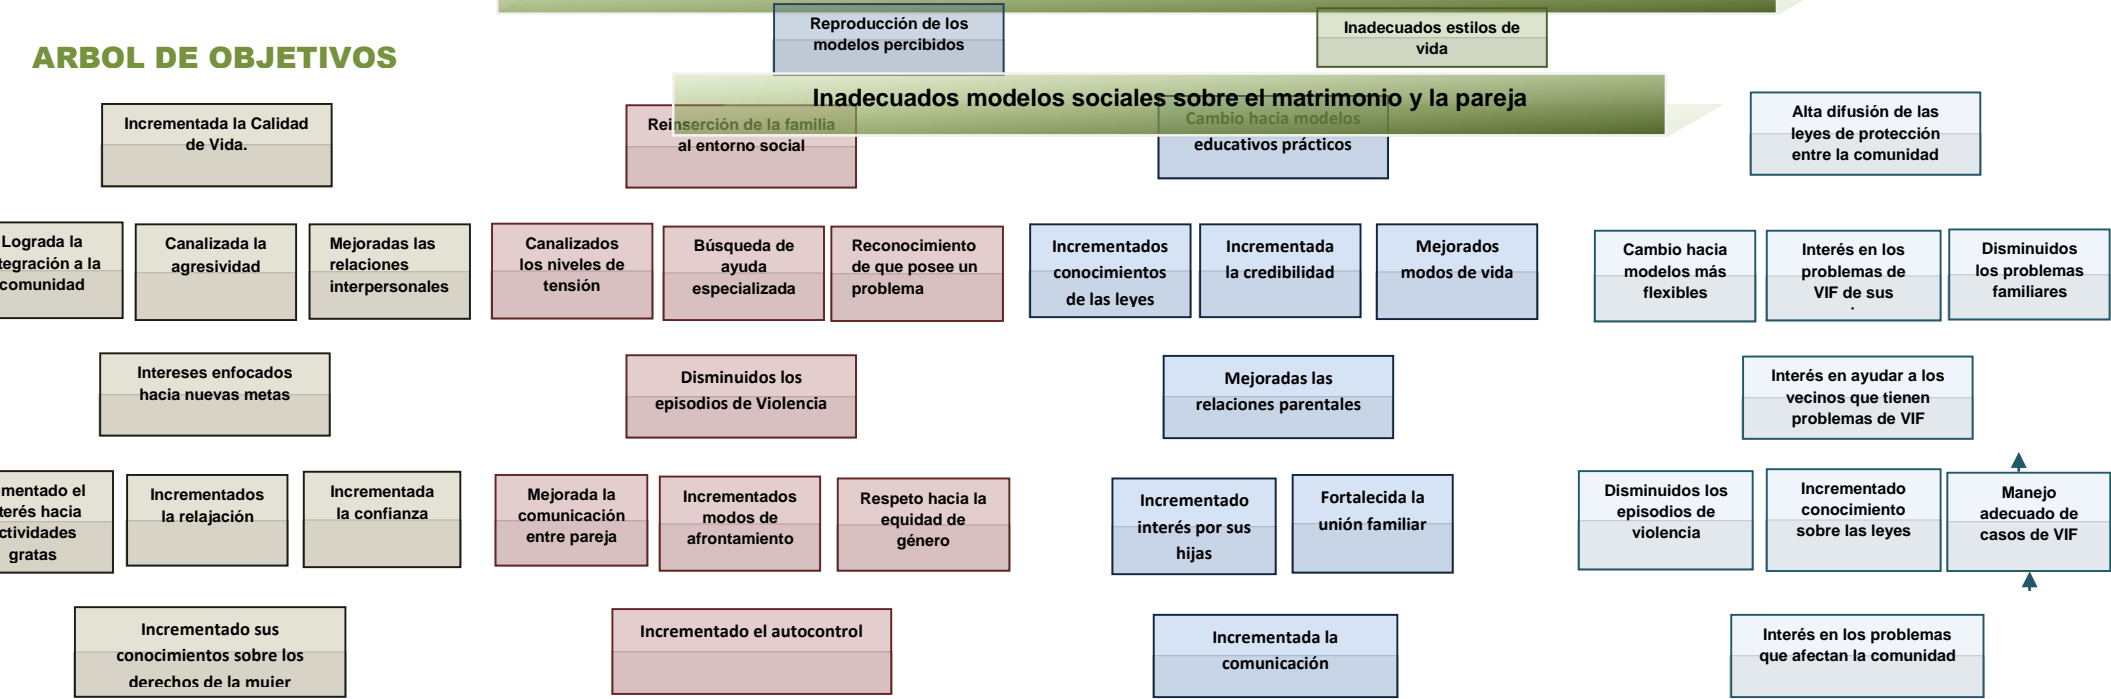 Reproducción de los
modelos percibidos
Inadecuados estilos de
vida
ARBOL DE OBJETIVOS
Inadecuados modelos sociales sobre el matrimonio y la pareja
Incrementada la Calidad
de Vida.
Reinserción de la familia
al entorno social
Cambio hacia modelos
educativos prácticos
Alta difusión de las
leyes de protección
entre la comunidad
Lograda la
tegración a la
comunidad
Canalizada la
agresividad
Mejoradas las
relaciones
interpersonales
Canalizados
los niveles de
tensión
Búsqueda de
ayuda
especializada
Reconocimiento
de que posee un
problema
Incrementados
conocimientos
de las leyes
Incrementada
la credibilidad
Mejorados
modos de vida
Cambio hacia
modelos más
flexibles
Interés en los
problemas de
VIF de sus
Disminuidos
los problemas
familiares
Intereses enfocados
hacia nuevas metas
Disminuidos los
episodios de Violencia
Mejoradas las
relaciones parentales
Interés en ayudar a los
vecinos que tienen
problemas de VIF
mentado el
terés hacia
ctividades
gratas
Incrementados
la relajación
Incrementada
la confianza
Mejorada la
comunicación
entre pareja
Incrementados
modos de
afrontamiento
Respeto hacia la
equidad de
género
Incrementado
interés por sus
hijas
Fortalecida la
unión familiar
Disminuidos los
episodios de
violencia
Incrementado
conocimiento
sobre las leyes
Manejo
adecuado de
casos de VIF
Incrementado sus
conocimientos sobre los
derechos de la mujer
Incrementado el autocontrol
Incrementada la
comunicación
Interés en los problemas
que afectan la comunidad